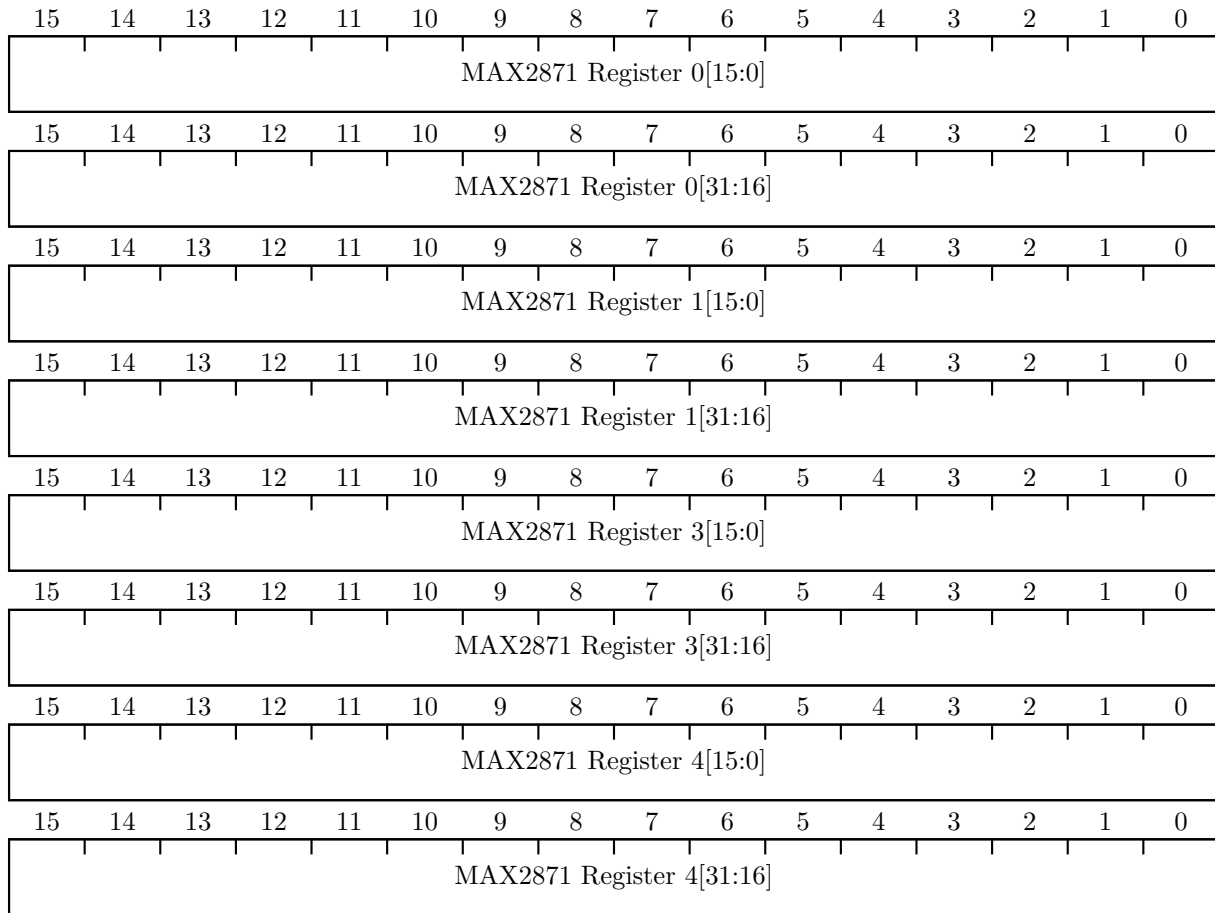 15 14 13 12 11 10 9 8 7 6 5 4 3 2 1 0
MAX2871 Register 0[15:0]
15 14 13 12 11 10 9 8 7 6 5 4 3 2 1 0
MAX2871 Register 0[31:16]
15 14 13 12 11 10 9 8 7 6 5 4 3 2 1 0
MAX2871 Register 1[15:0]
15 14 13 12 11 10 9 8 7 6 5 4 3 2 1 0
MAX2871 Register 1[31:16]
15 14 13 12 11 10 9 8 7 6 5 4 3 2 1 0
MAX2871 Register 3[15:0]
15 14 13 12 11 10 9 8 7 6 5 4 3 2 1 0
MAX2871 Register 3[31:16]
15 14 13 12 11 10 9 8 7 6 5 4 3 2 1 0
MAX2871 Register 4[15:0]
15 14 13 12 11 10 9 8 7 6 5 4 3 2 1 0
MAX2871 Register 4[31:16]